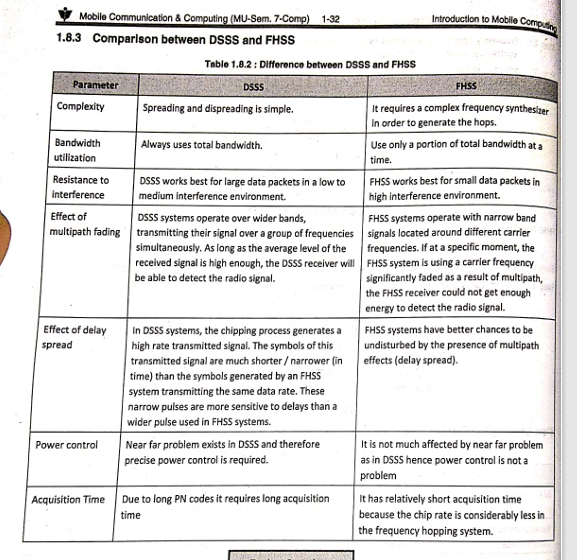 Mobile Communication & Computing (MU-Sem. 7-Comp) 1-32 Introduction to Mobile Computing
1.8.3 Comparison between DSSS and FHSS
Table 1.8.2 : Difference between DSSS and FHSS
Parameter DSSS FHSS
Complexity
Spreading and dispreading is simple.
It requires a complex frequency synthesizer
in order to generate the hops.
Bandwidth
utilization
Always uses total bandwidth.
Use only a portion of total bandwidth at a
time.
Resistance to
interference
DSSS works best for large data packets in a low to
medium interference environment.
FHSS works best for small data packets in
high interference environment.
Effect of
multipath fading
DSSS systems operate over wider bands,
transmitting their signal over a group of frequencies
simultaneously. As long as the average level of the
received signal is high enough, the DSSS receiver will
be able to detect the radio signal.
FHSS systems operate with narrow band
signals located around different carrier
frequencies. If at a specific moment, the
FHSS system is using a carrier frequency
significantly faded as a result of multipath,
the FHSS receiver could not get enough
energy to detect the radio signal.
Effect of delay
spread
In DSSS systems, the chipping process generates a
high rate transmitted signal. The symbols of this
transmitted signal are much shorter / narrower (in
time) than the symbols generated by an FHSS
system transmitting the same data rate. These
narrow pulses are more sensitive to delays than a
wider pulse used in FHSS systems.
FHSS systems have better chances to be
undisturbed by the presence of multipath
effects (delay spread).
Power control
Near far problem exists in DSSS and therefore
precise power control is required.
It is not much affected by near far problem
as in DSSS hence power control is not a
problem
Acquisition Time
Due to long PN codes it requires long acquisition
time
It has relatively short acquisition time
because the chip rate is considerably less in
the frequency hopping system.